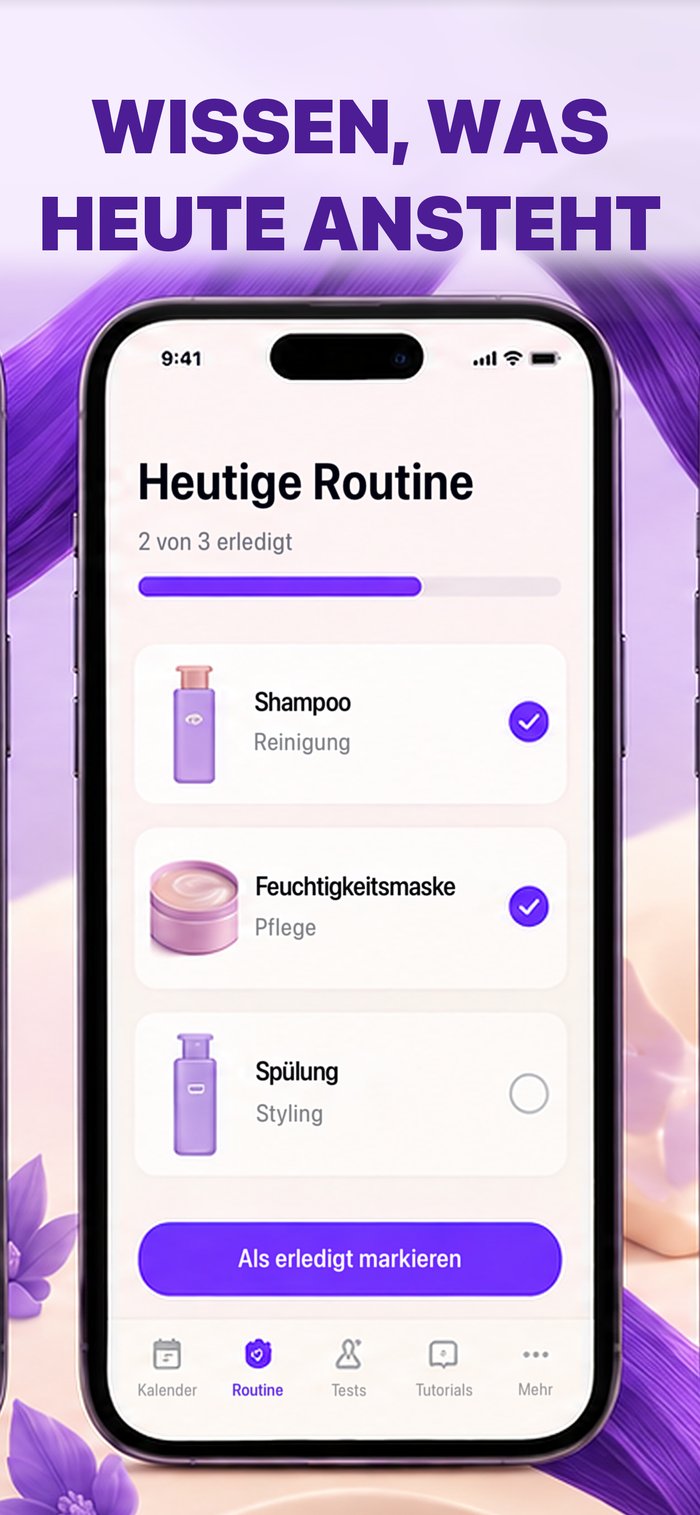 WISSEN, WAS
HEUTE ANSTEHT
9:41
Heutige Routine
2 von 3 erledigt
Shampoo
Reinigung
Feuchtigkeitsmaske
Pflege
Spülung
Styling
Als erledigt markieren
Kalender
Routine
Tests
Tutorials
Mehr